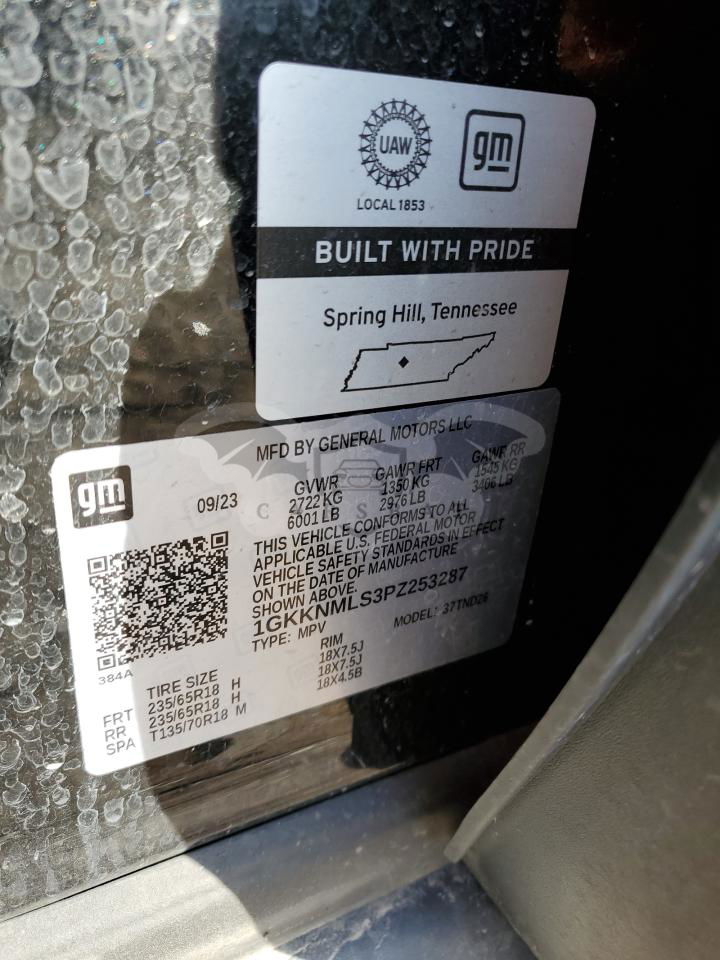 UAW
gm
LOCAL 1853
BUILT WITH PRIDE
Spring Hill, Tennessee
MFD BY GENERAL MOTORS LLC
gm
09/23
GVWR GAWR FRT GAWR RR
2722 KG 1350 KG 1545 KG
6001 LB 2976 LB 3406 LB
THIS VEHICLE CONFORMS TO ALL
APPLICABLE U.S. FEDERAL MOTOR
VEHICLE SAFETY STANDARDS IN EFFECT
ON THE DATE OF MANUFACTURE
SHOWN ABOVE.
1GKKNMLS3PZ253287
TYPE: MPV MODEL: 37TND26
384A
TIRE SIZE RIM
FRT 235/65R18 H 18X7.5J
RR 235/65R18 H 18X7.5J
SPA T135/70R18 M 18X4.5B